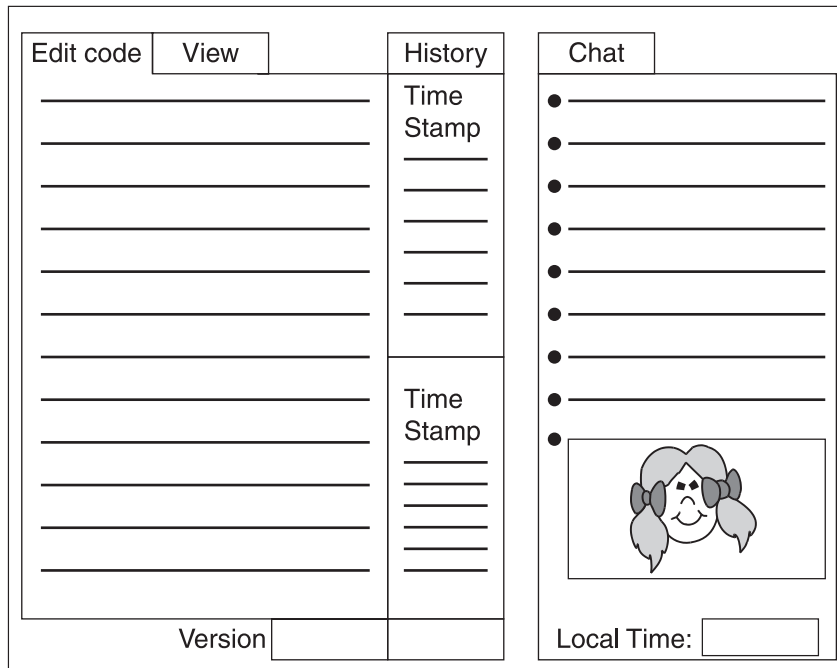 Edit code
View
History
Chat
Time
Stamp
Time
Stamp
Version
Local Time: